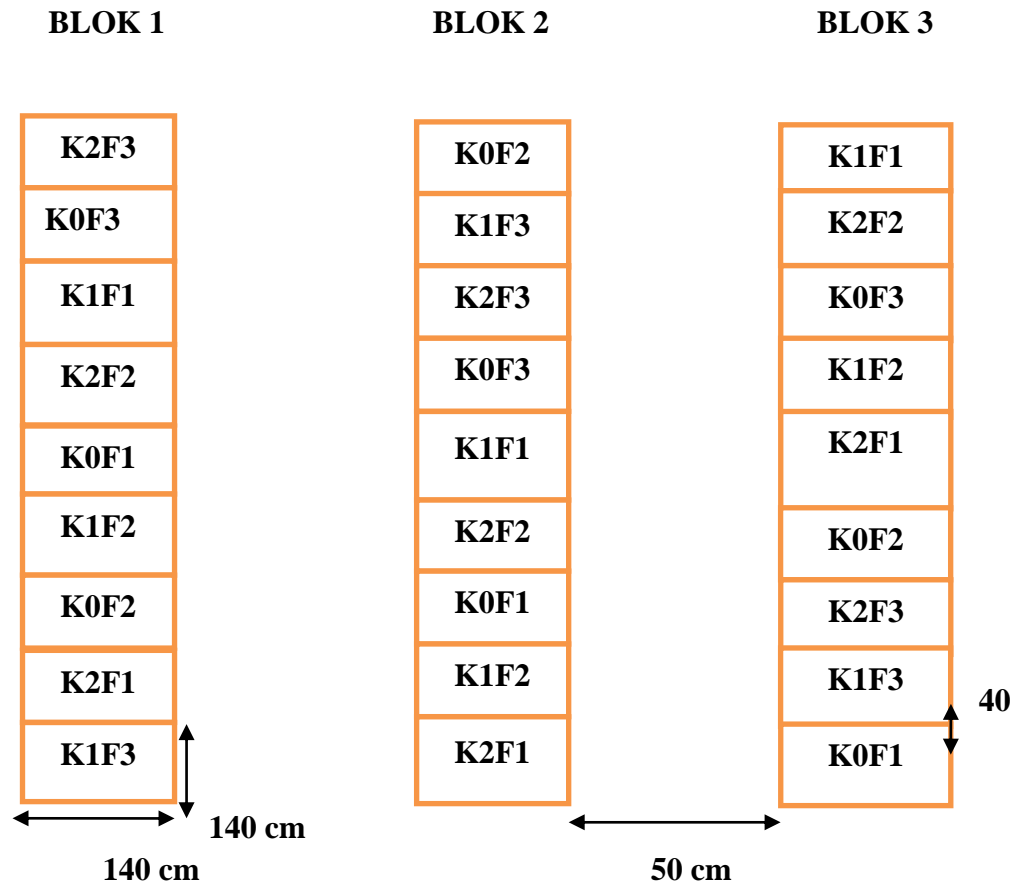 BLOK 1
BLOK 2
BLOK 3
K2F3
K0F3
K1F1
K2F2
K0F1
K1F2
K0F2
K2F1
K1F3
K0F2
K1F3
K2F3
K0F3
K1F1
K2F2
K0F1
K1F2
K2F1
K1F1
K2F2
K0F3
K1F2
K2F1
K0F2
K2F3
K1F3
K0F1
40
140 cm
140 cm
50 cm